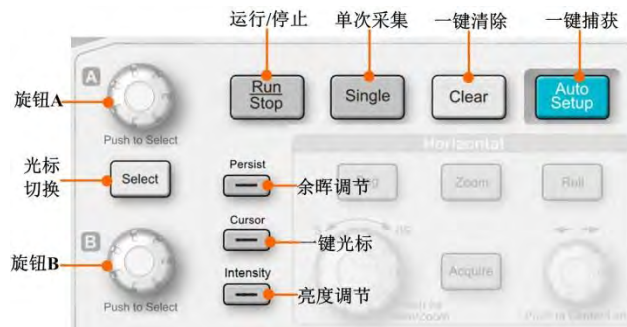 运行/停止
单次采集
一键清除
一键捕获
A
旋钮A
Push to Select
Run
Stop
Single
Clear
Auto
Setup
Horizontal
光标
切换
Select
Persist
余晖调节
Zoom
Roll
B
旋钮B
Push to Select
Cursor
一键光标
Acquire
Intensity
亮度调节